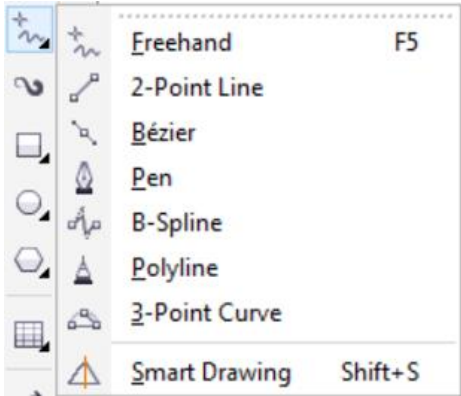 Freehand F5
2-Point Line
Bézier
Pen
B-Spline
Polyline
3-Point Curve
Smart Drawing Shift+S